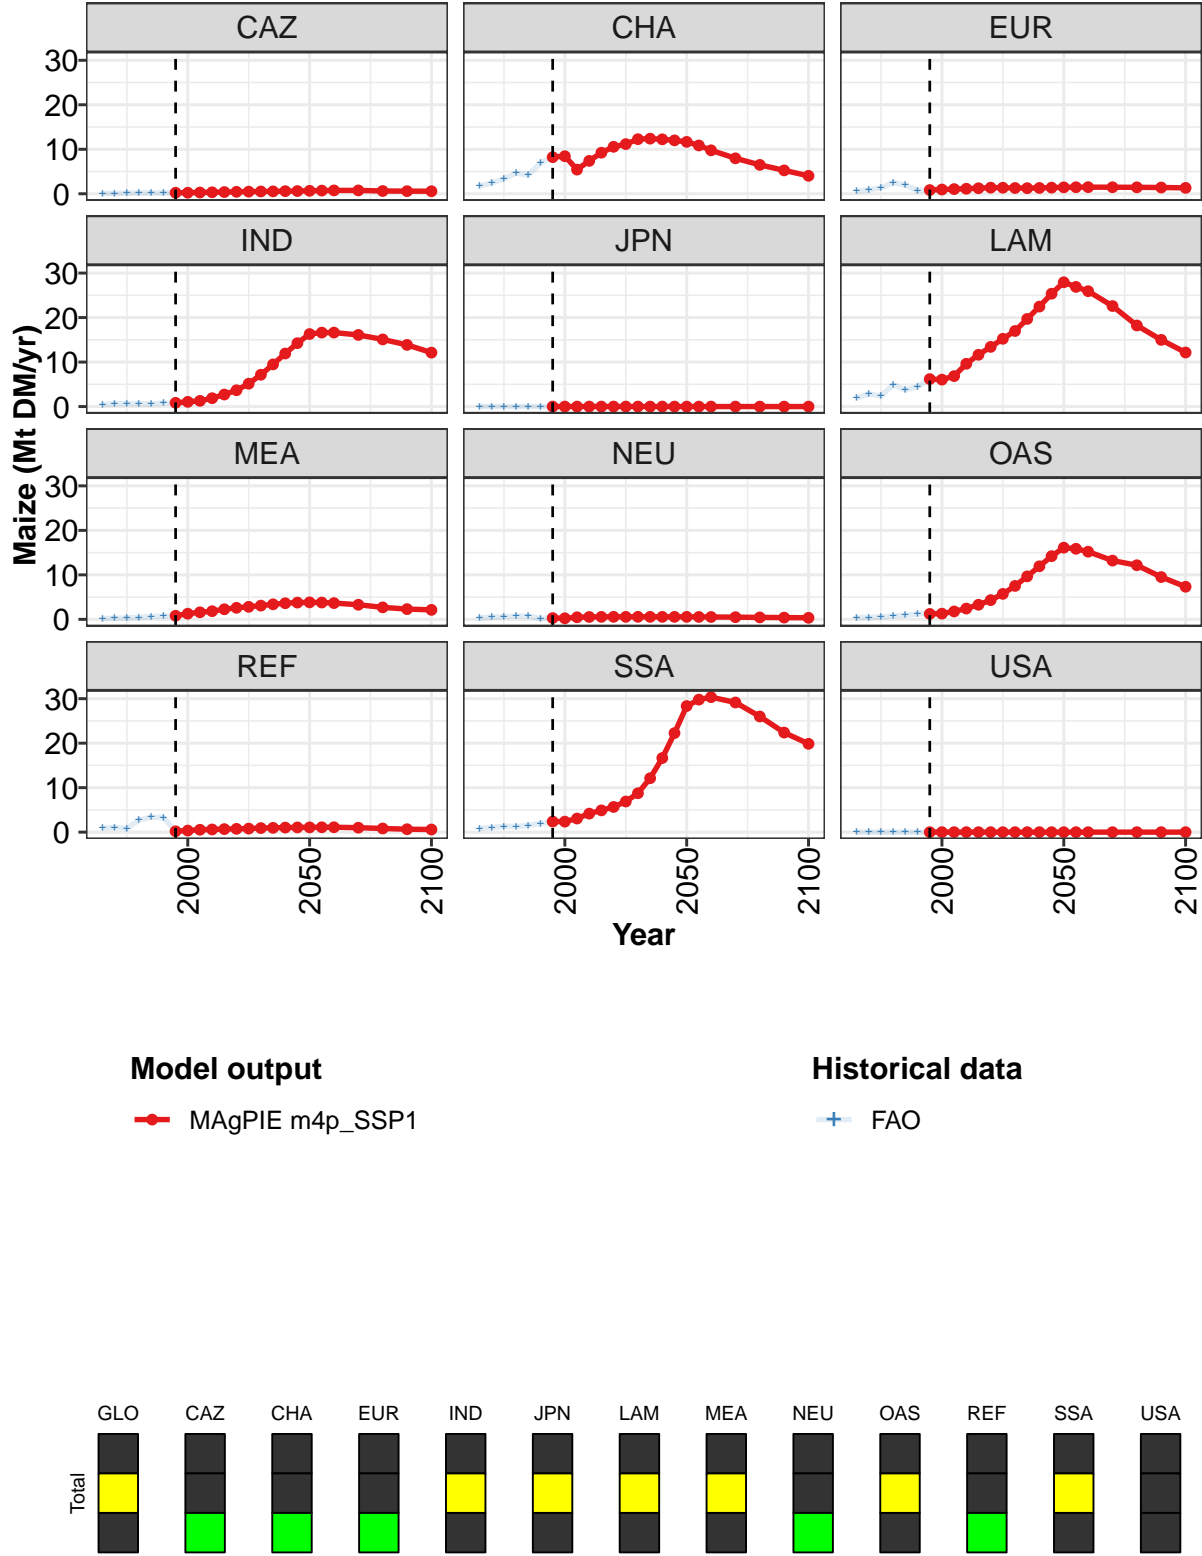 CAZ CHA EUR
30
20
10
0
IND JPN LAM
30
20
10
0
MEA NEU OAS
30
20
10
0
REF SSA USA
30
20
10
0
Maize (Mt DM/yr)
2000 2050 2100 2000 2050 2100 2000 2050 2100
Year
Model output Historical data
MAgPIE m4p_SSP1 FAO
GLO CAZ CHA EUR IND JPN LAM MEA NEU OAS REF SSA USA
Total